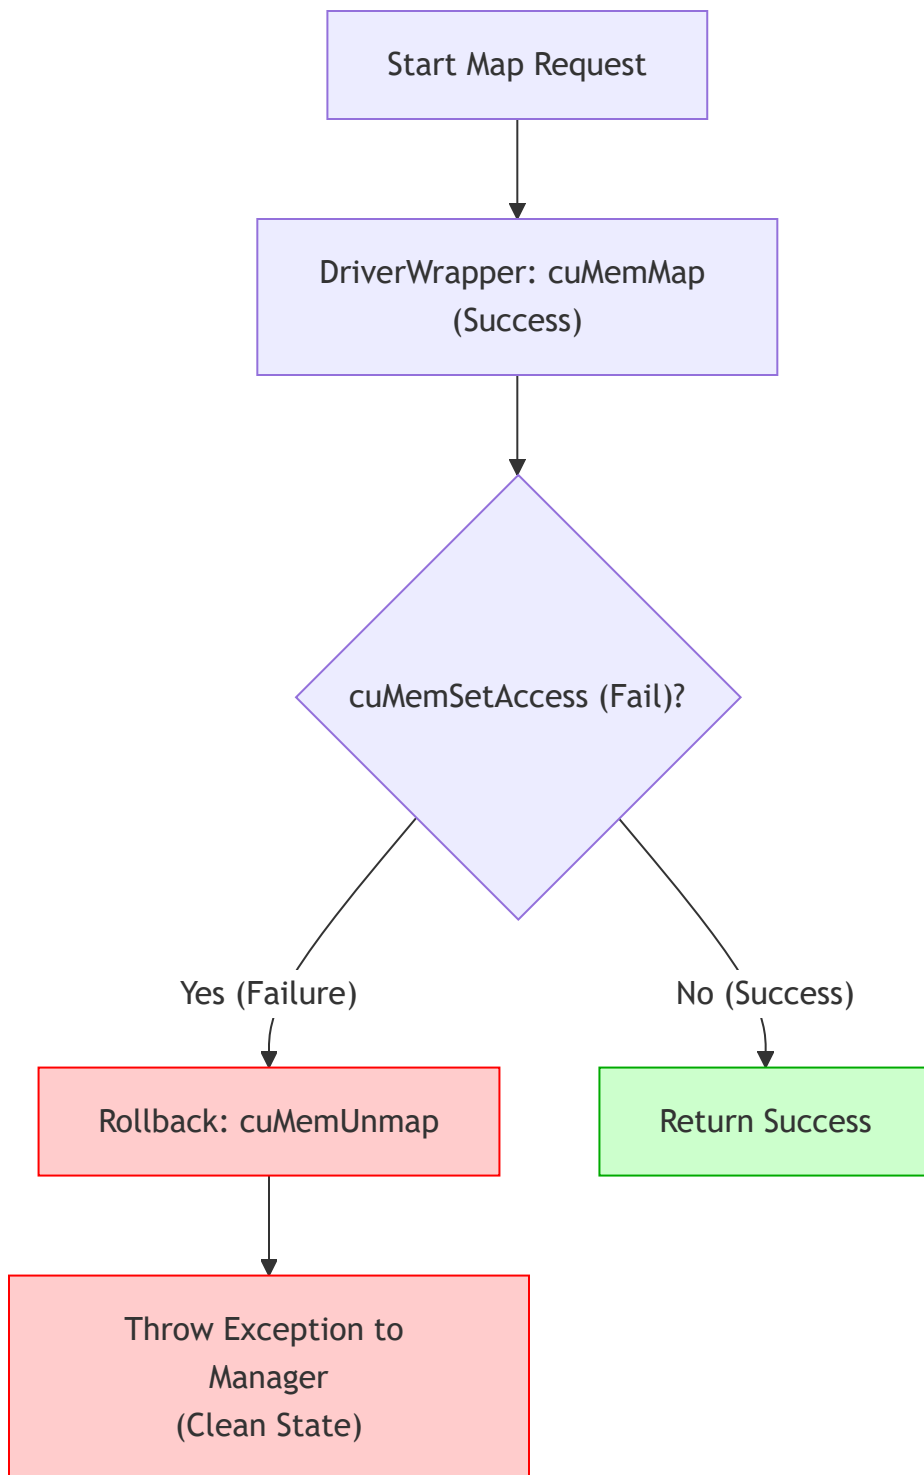 Start Map Request
DriverWrapper: cuMemMap
(Success)
cuMemSetAccess (Fail)?
Yes (Failure)
No (Success)
Rollback: cuMemUnmap
Return Success
Throw Exception to
Manager
(Clean State)